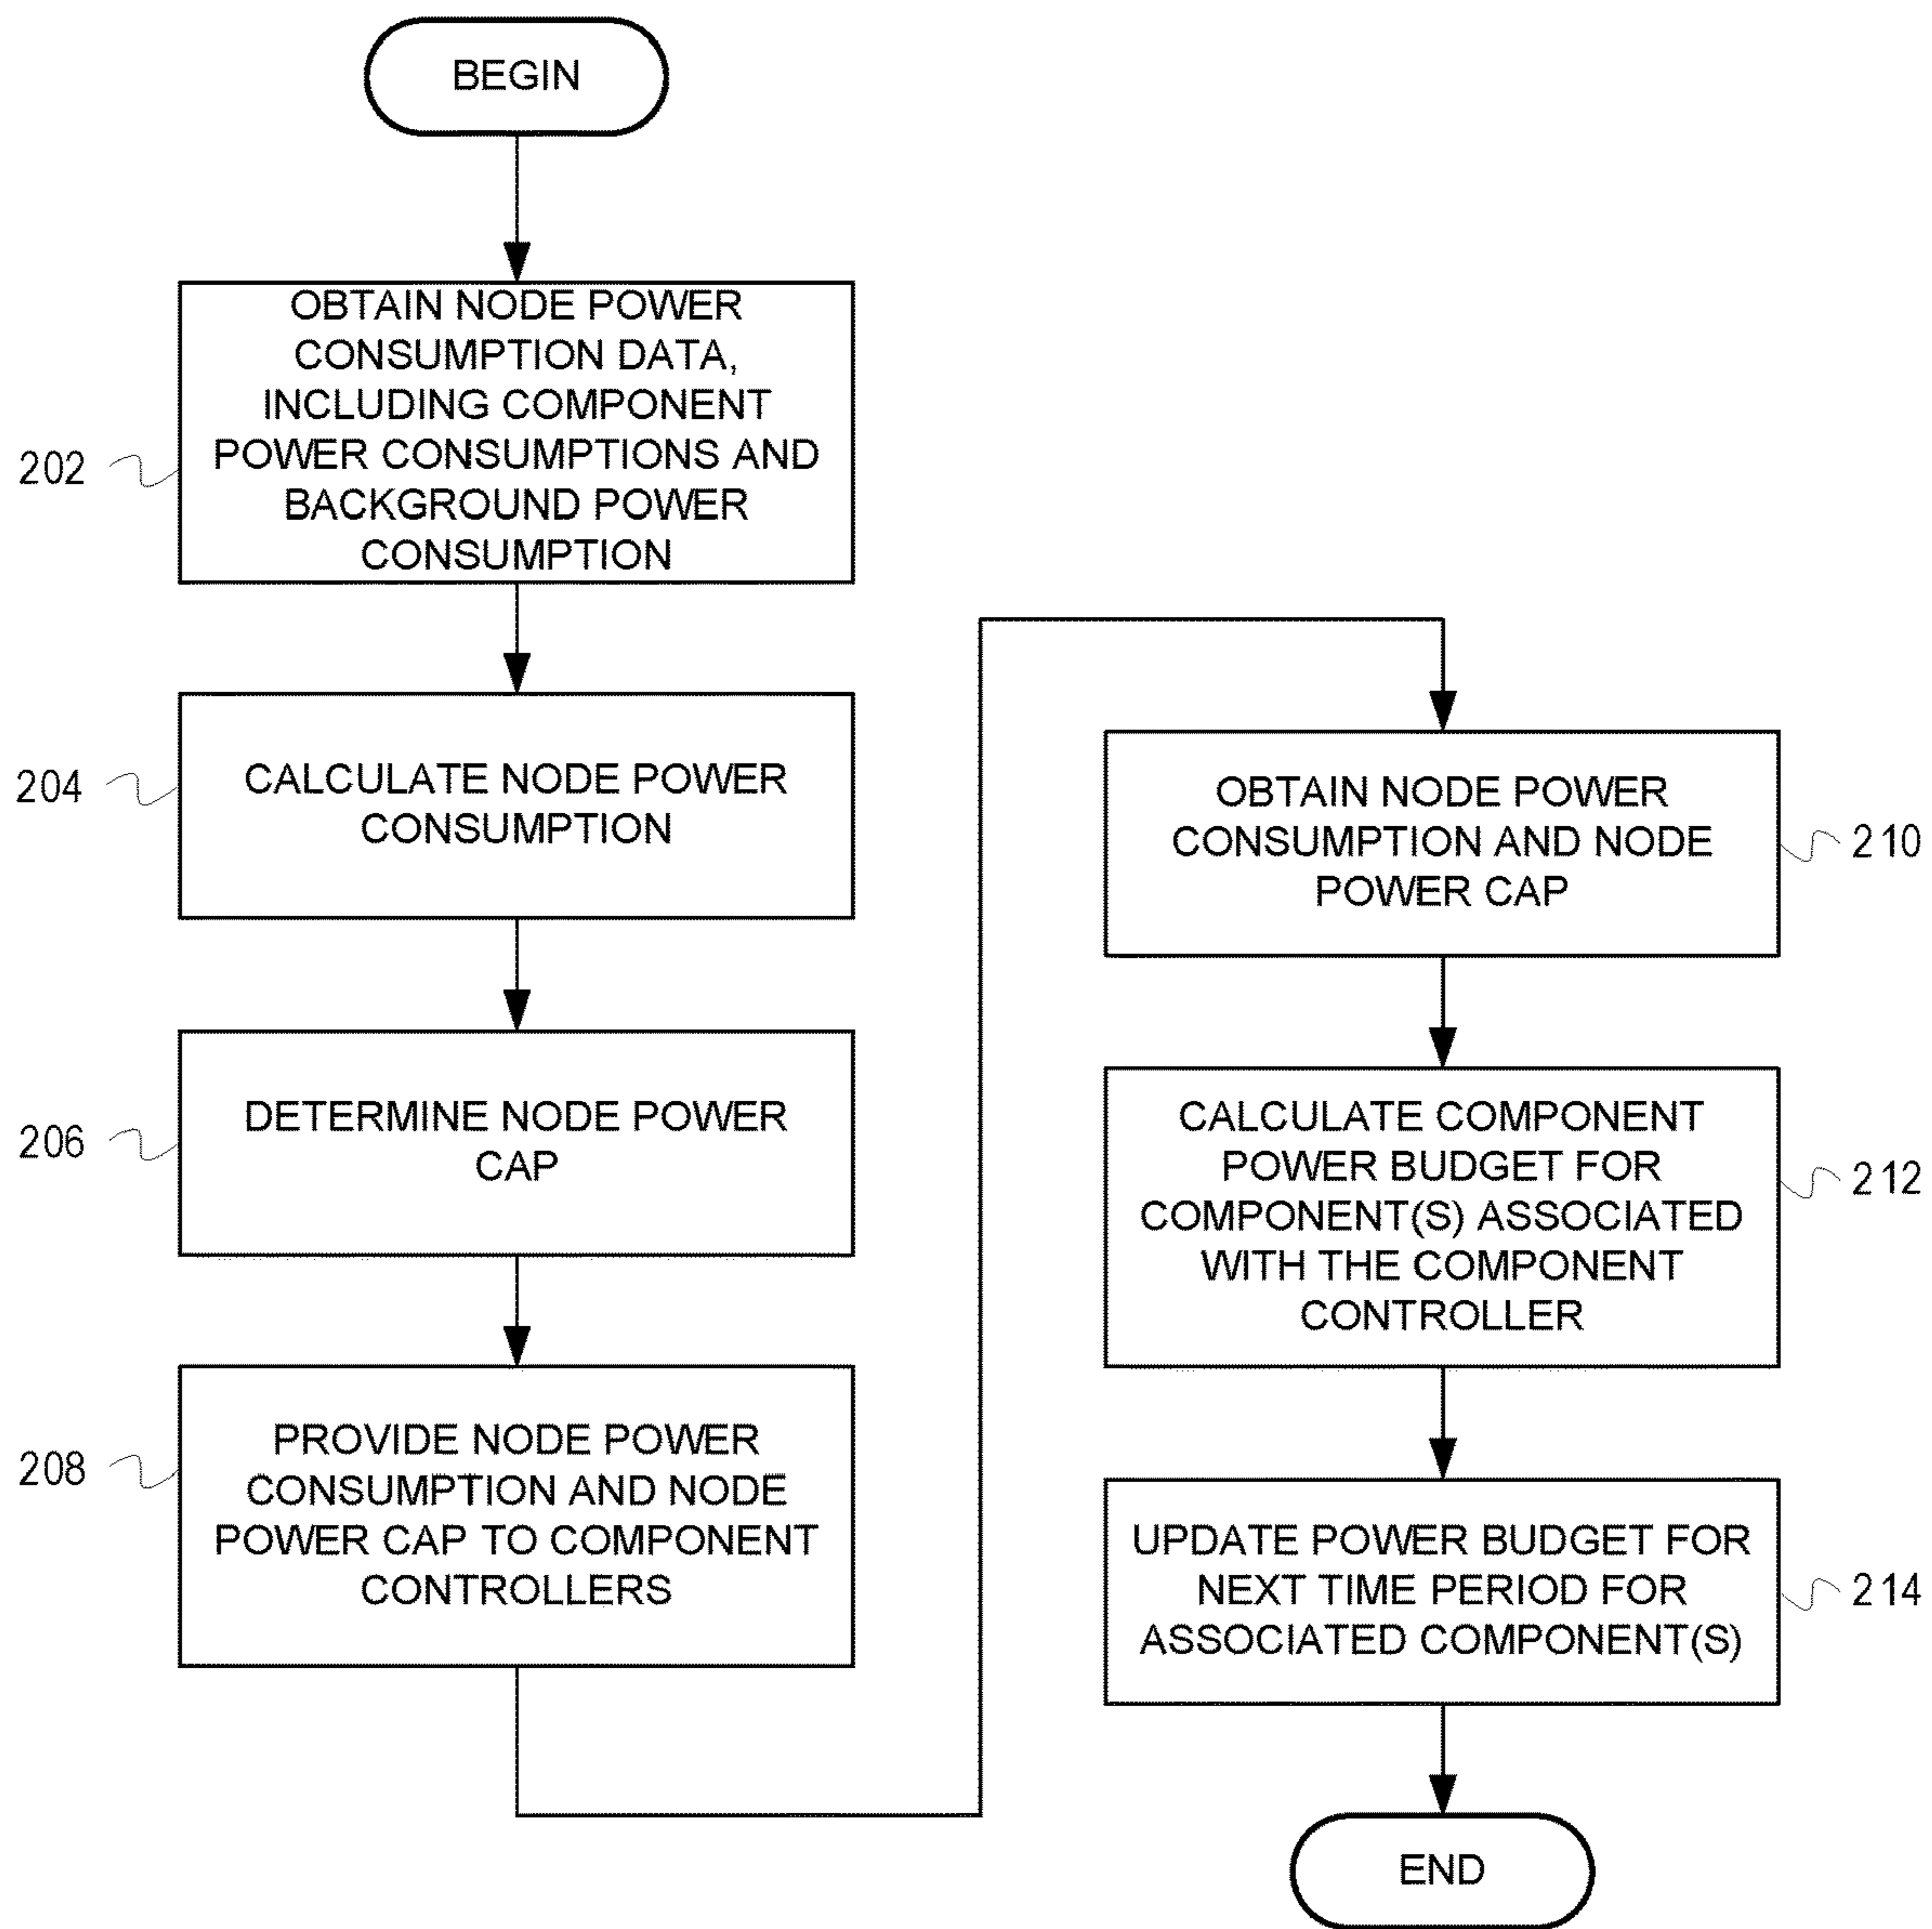 BEGIN
OBTAIN NODE POWER
CONSUMPTION DATA,
INCLUDING COMPONENT
POWER CONSUMPTIONS AND
BACKGROUND POWER
CONSUMPTION
202
CALCULATE NODE POWER
CONSUMPTION
204
DETERMINE NODE POWER
CAP
206
PROVIDE NODE POWER
CONSUMPTION AND NODE
POWER CAP TO COMPONENT
CONTROLLERS
208
OBTAIN NODE POWER
CONSUMPTION AND NODE
POWER CAP
210
CALCULATE COMPONENT
POWER BUDGET FOR
COMPONENT(S) ASSOCIATED
WITH THE COMPONENT
CONTROLLER
212
UPDATE POWER BUDGET FOR
NEXT TIME PERIOD FOR
ASSOCIATED COMPONENT(S)
214
END